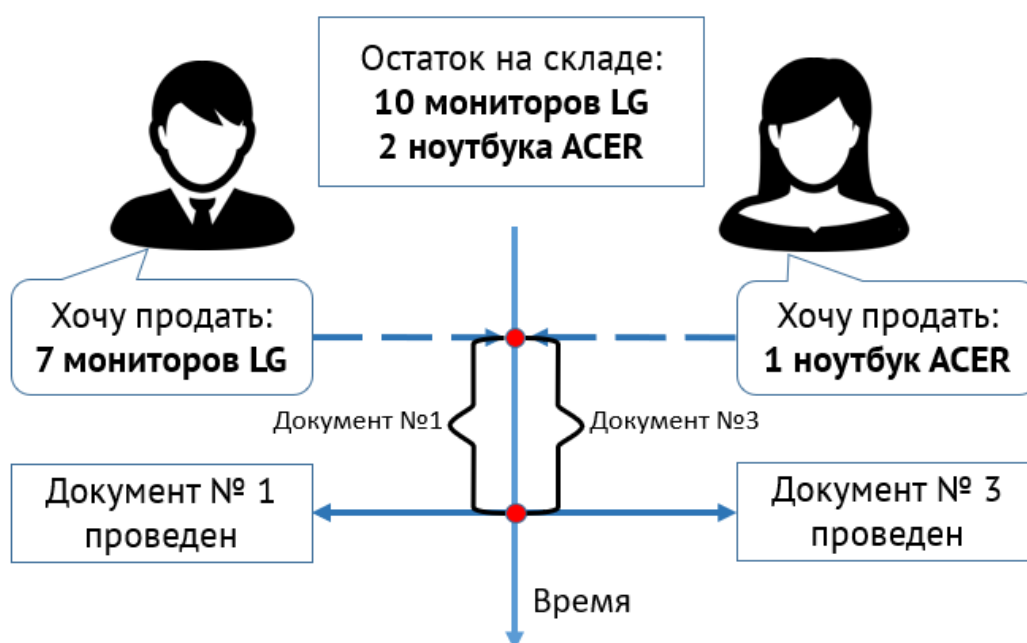 Остаток на складе:
10 мониторов LG
2 ноутбука ACER
Хочу продать:
7 мониторов LG
Хочу продать:
1 ноутбук ACER
Документ №1
Документ №3
Документ № 1
проведен
Документ № 3
проведен
Время